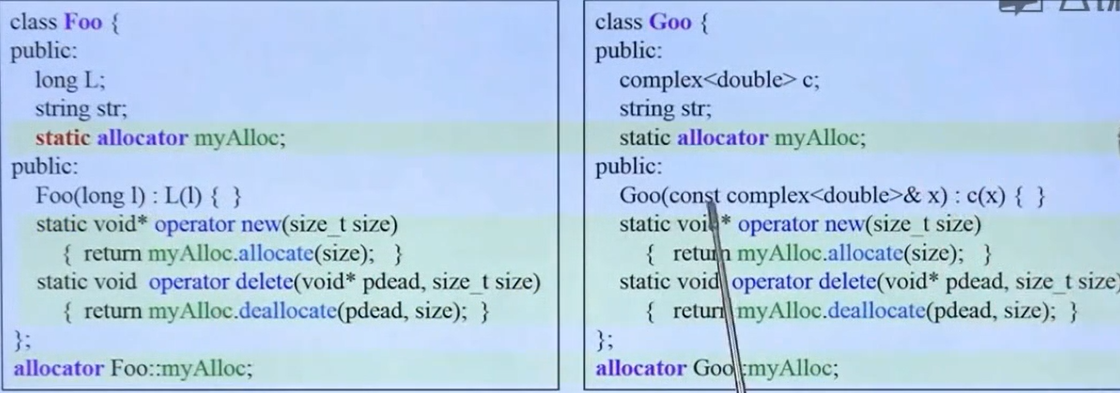 class Foo {
public:
long L;
string str;
static allocator myAlloc;
public:
Foo(long l) : L(l) { }
static void* operator new(size_t size)
{ return myAlloc.allocate(size); }
static void operator delete(void* pdead, size_t size)
{ return myAlloc.deallocate(pdead, size); }
};
allocator Foo::myAlloc;
class Goo {
public:
complex<double> c;
string str;
static allocator myAlloc;
public:
Goo(const complex<double>& x) : c(x) { }
static void* operator new(size_t size)
{ return myAlloc.allocate(size); }
static void operator delete(void* pdead, size_t size)
{ return myAlloc.deallocate(pdead, size); }
};
allocator Goo::myAlloc;